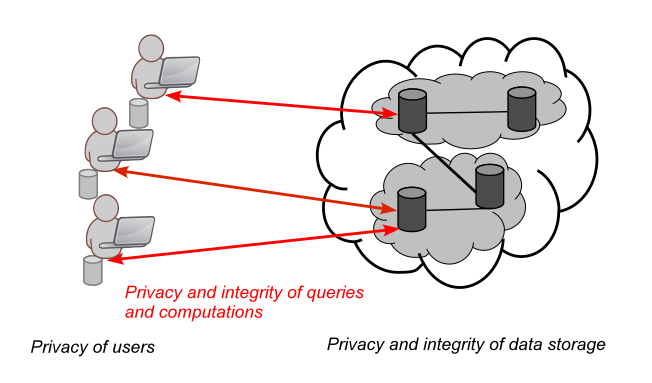 Privacy and integrity of queries
and computations
Privacy of users
Privacy and integrity of data storage